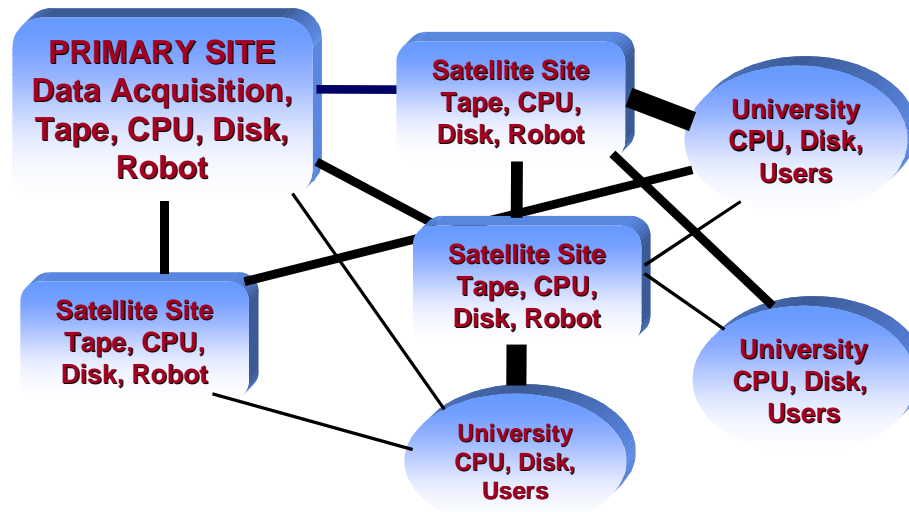 PRIMARY SITE
Data Acquisition,
Tape, CPU, Disk,
Robot
Satellite Site
Tape, CPU,
Disk, Robot
University
CPU, Disk,
Users
Satellite Site
Tape, CPU,
Disk, Robot
Satellite Site
Tape, CPU,
Disk, Robot
University
CPU, Disk,
Users
University
CPU, Disk,
Users